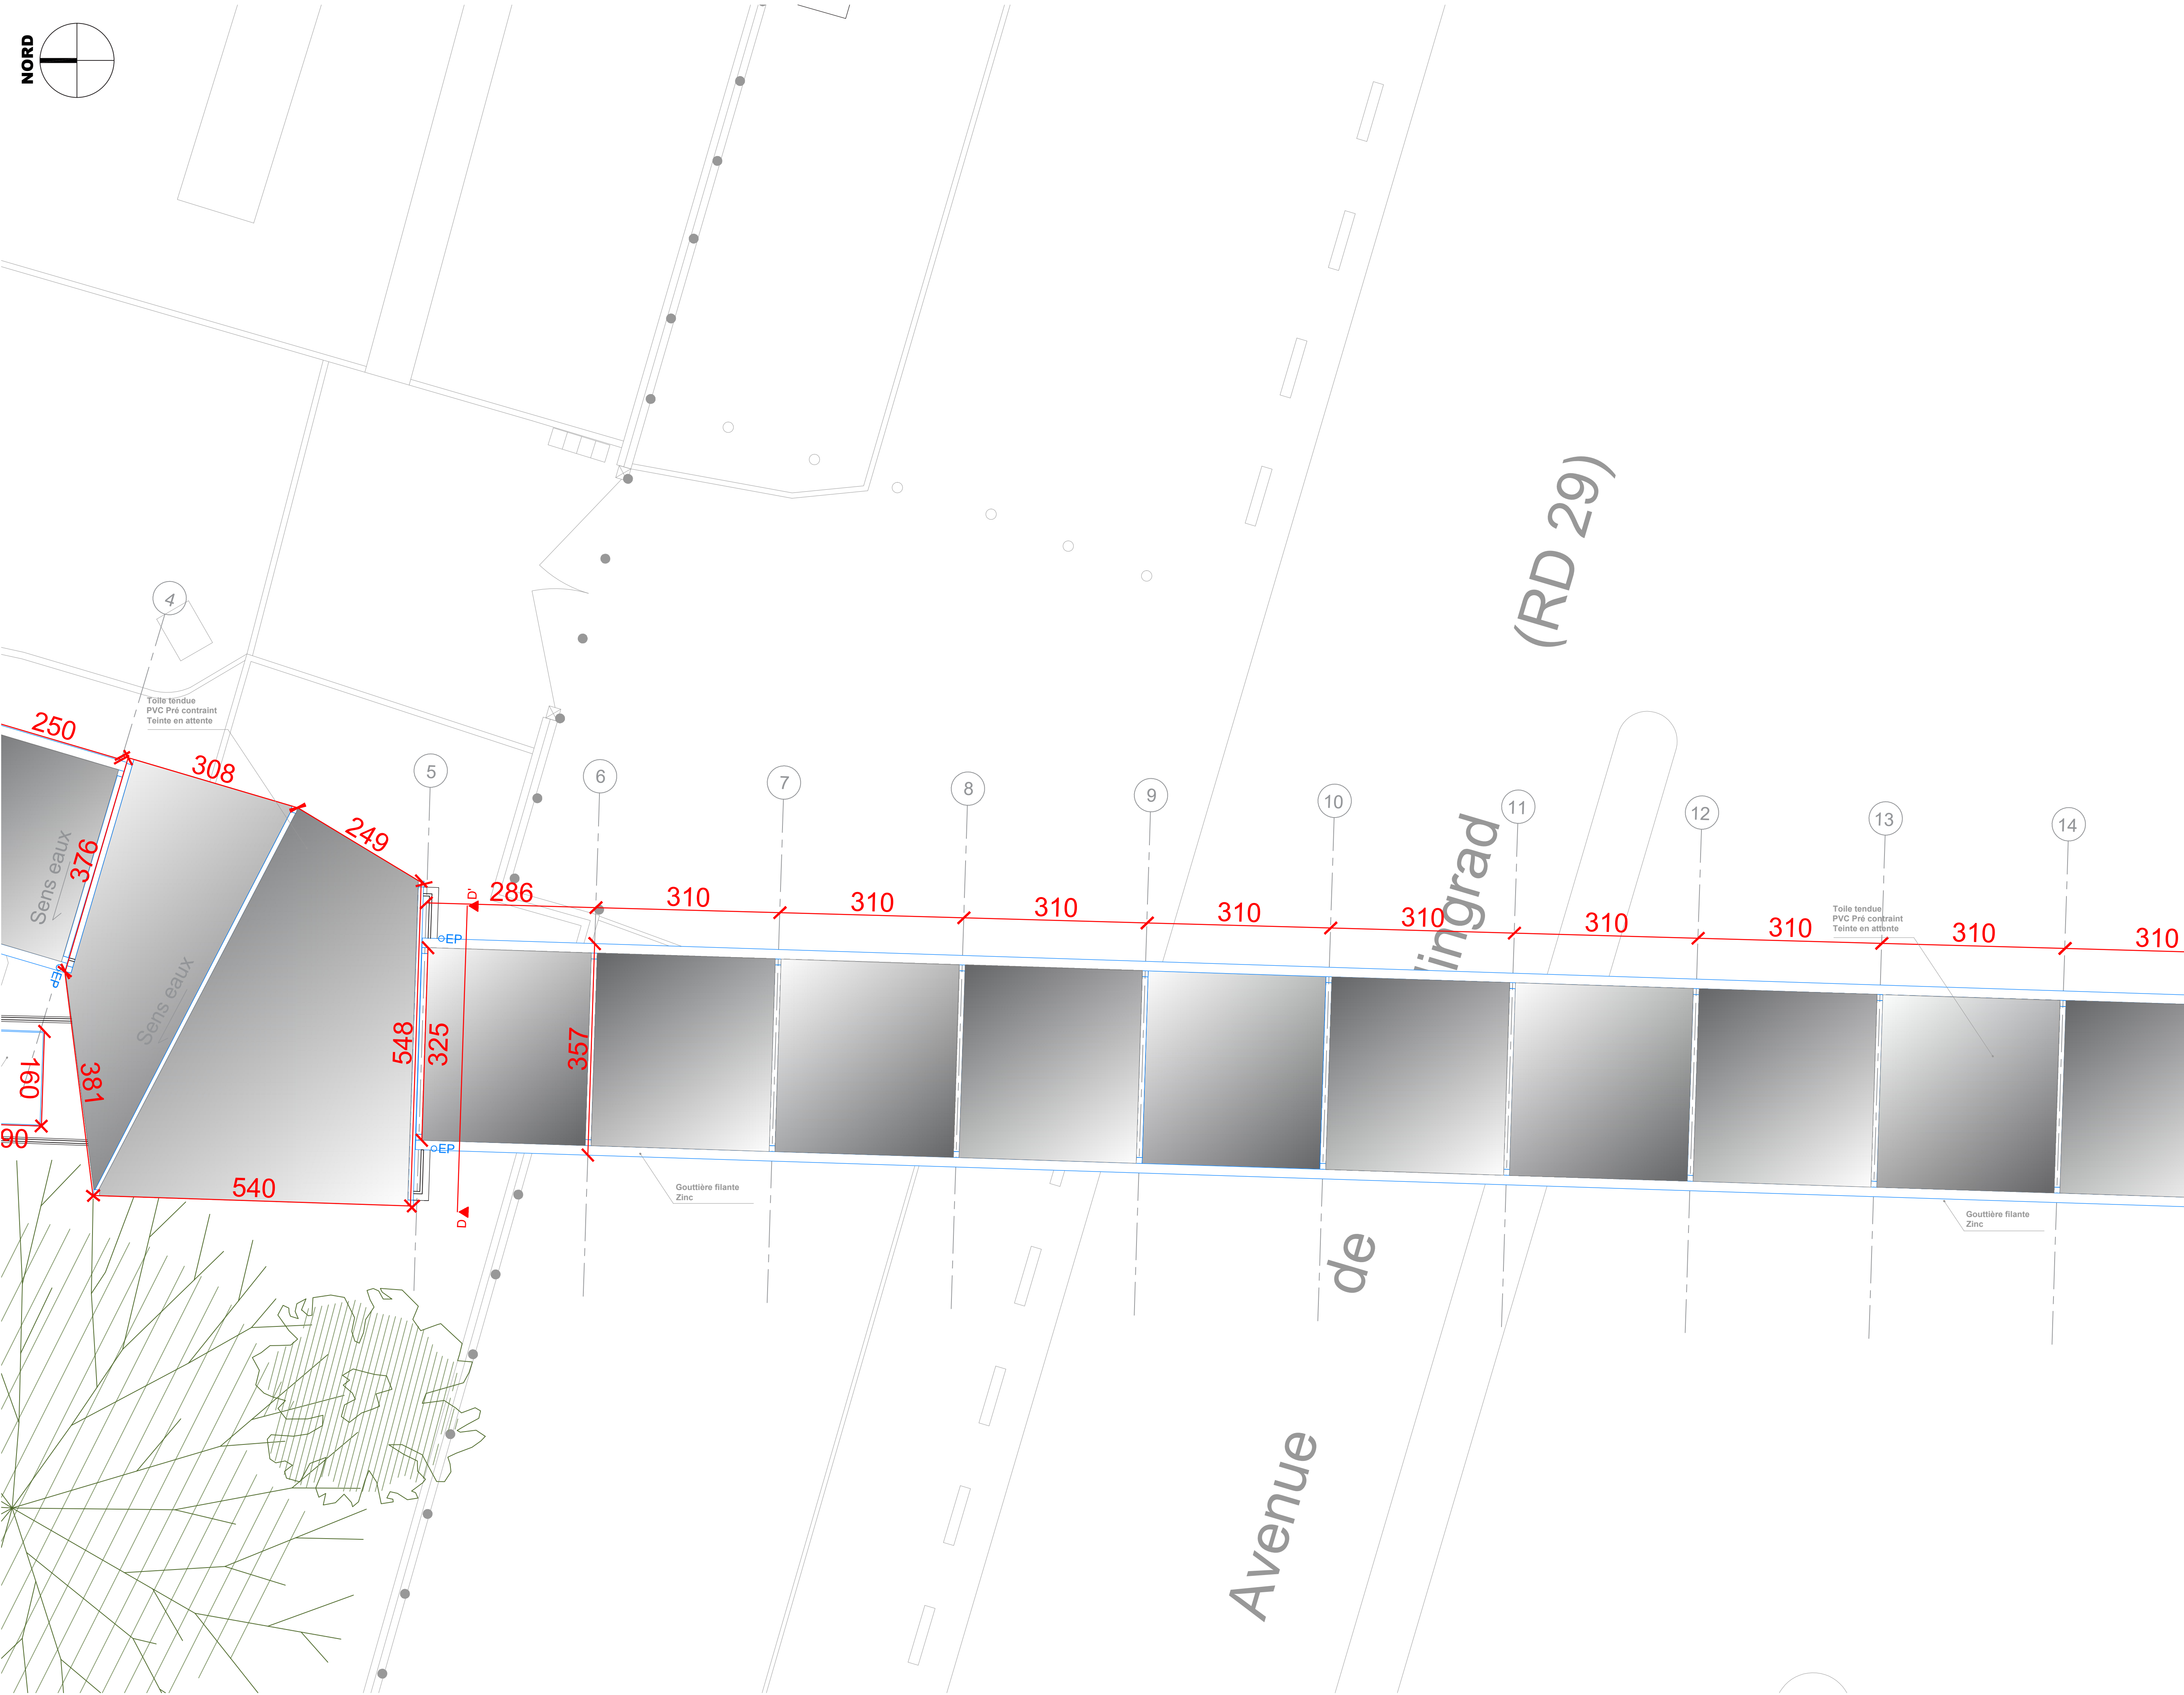 NORD
(RD 29)
4
Toile tendue
PVC Pré contraint
Teinte en attente
250
308
249
376
Sens eaux
Sens eaux
EP
381
160
90
540
548
325
357
5
6
7
8
9
10
11
12
13
14
D'
286
310
310
310
310
310
310
310
310
310
EP
EP
D
lingrad
Toile tendue
PVC Pré contraint
Teinte en attente
Gouttière filante
Zinc
Gouttière filante
Zinc
de
Avenue